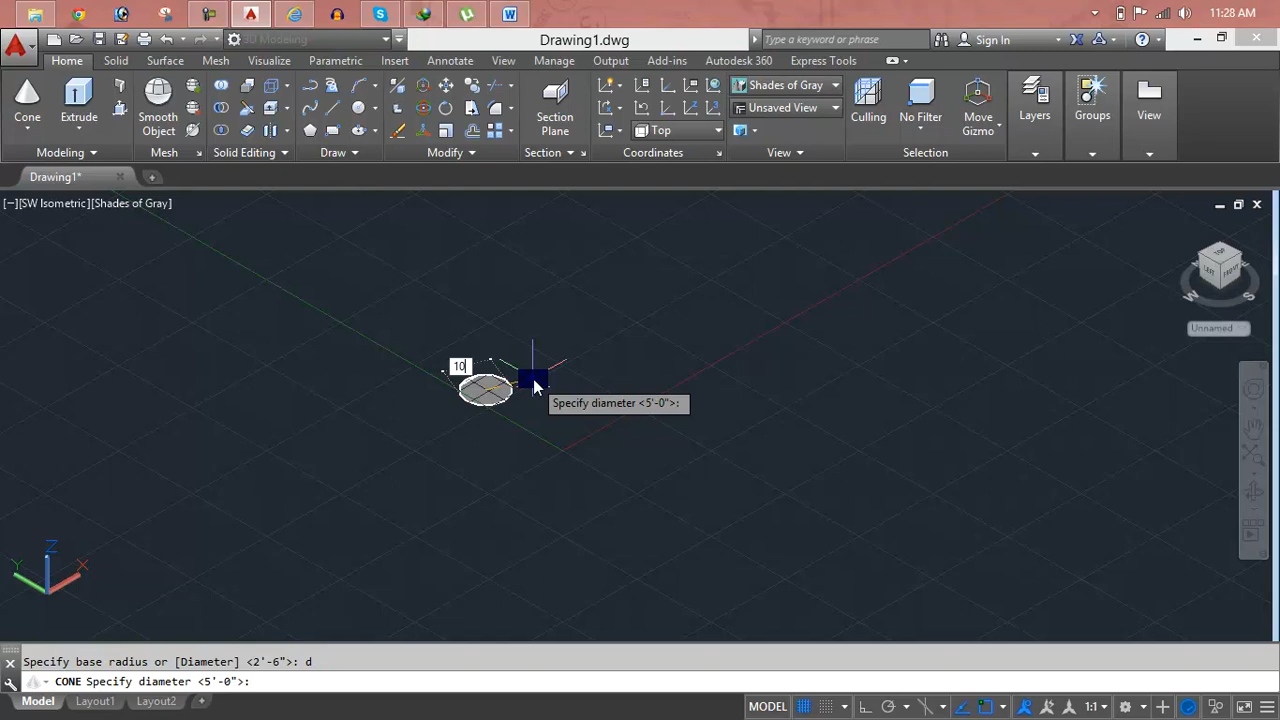 11:28 AM
3D Modeling
Drawing1.dwg
Type a keyword or phrase
Sign In
Home Solid Surface Mesh Visualize Parametric Insert Annotate View Manage Output Add-ins Autodesk 360 Express Tools
Cone
Extrude
Smooth
Object
Section
Plane
Shades of Gray
Unsaved View
Top
Culling
No Filter
Move
Gizmo
Layers
Groups
View
Modeling
Mesh
Solid Editing
Draw
Modify
Section
Coordinates
View
Selection
Drawing1*
[−][SW Isometric][Shades of Gray]
TOP
LEFT
FRONT
W
S
Unnamed
10
Specify diameter <5'-0">:
Z
Y
X
Specify base radius or [Diameter] <2'-6">: d
CONE Specify diameter <5'-0">:
Model
Layout1
Layout2
MODEL
1:1